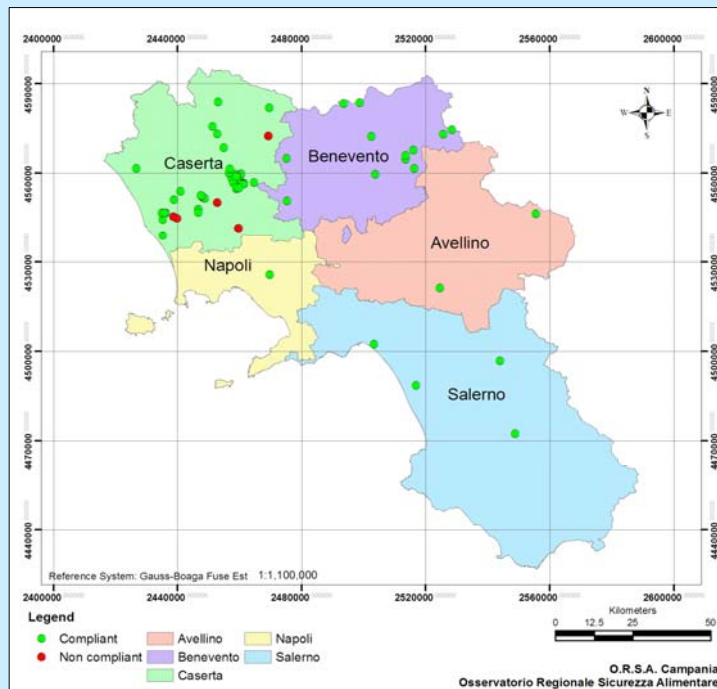 2400000 2440000 2480000 2520000 2560000 2600000
4590000 4590000
4560000 4560000
4530000 4530000
4500000 4500000
4470000 4470000
4440000 4440000
N
W E
S
Caserta
Benevento
Avellino
Napoli
Salerno
Reference System: Gauss-Boaga Fuse Est 1:1,100,000
2400000 2440000 2480000 2520000 2560000 2600000
Legend
Compliant Avellino Napoli
Non compliant Benevento Salerno
Caserta
Kilometers
0 12.5 25 50
O.R.S.A. Campania
Osservatorio Regionale Sicurezza Alimentare